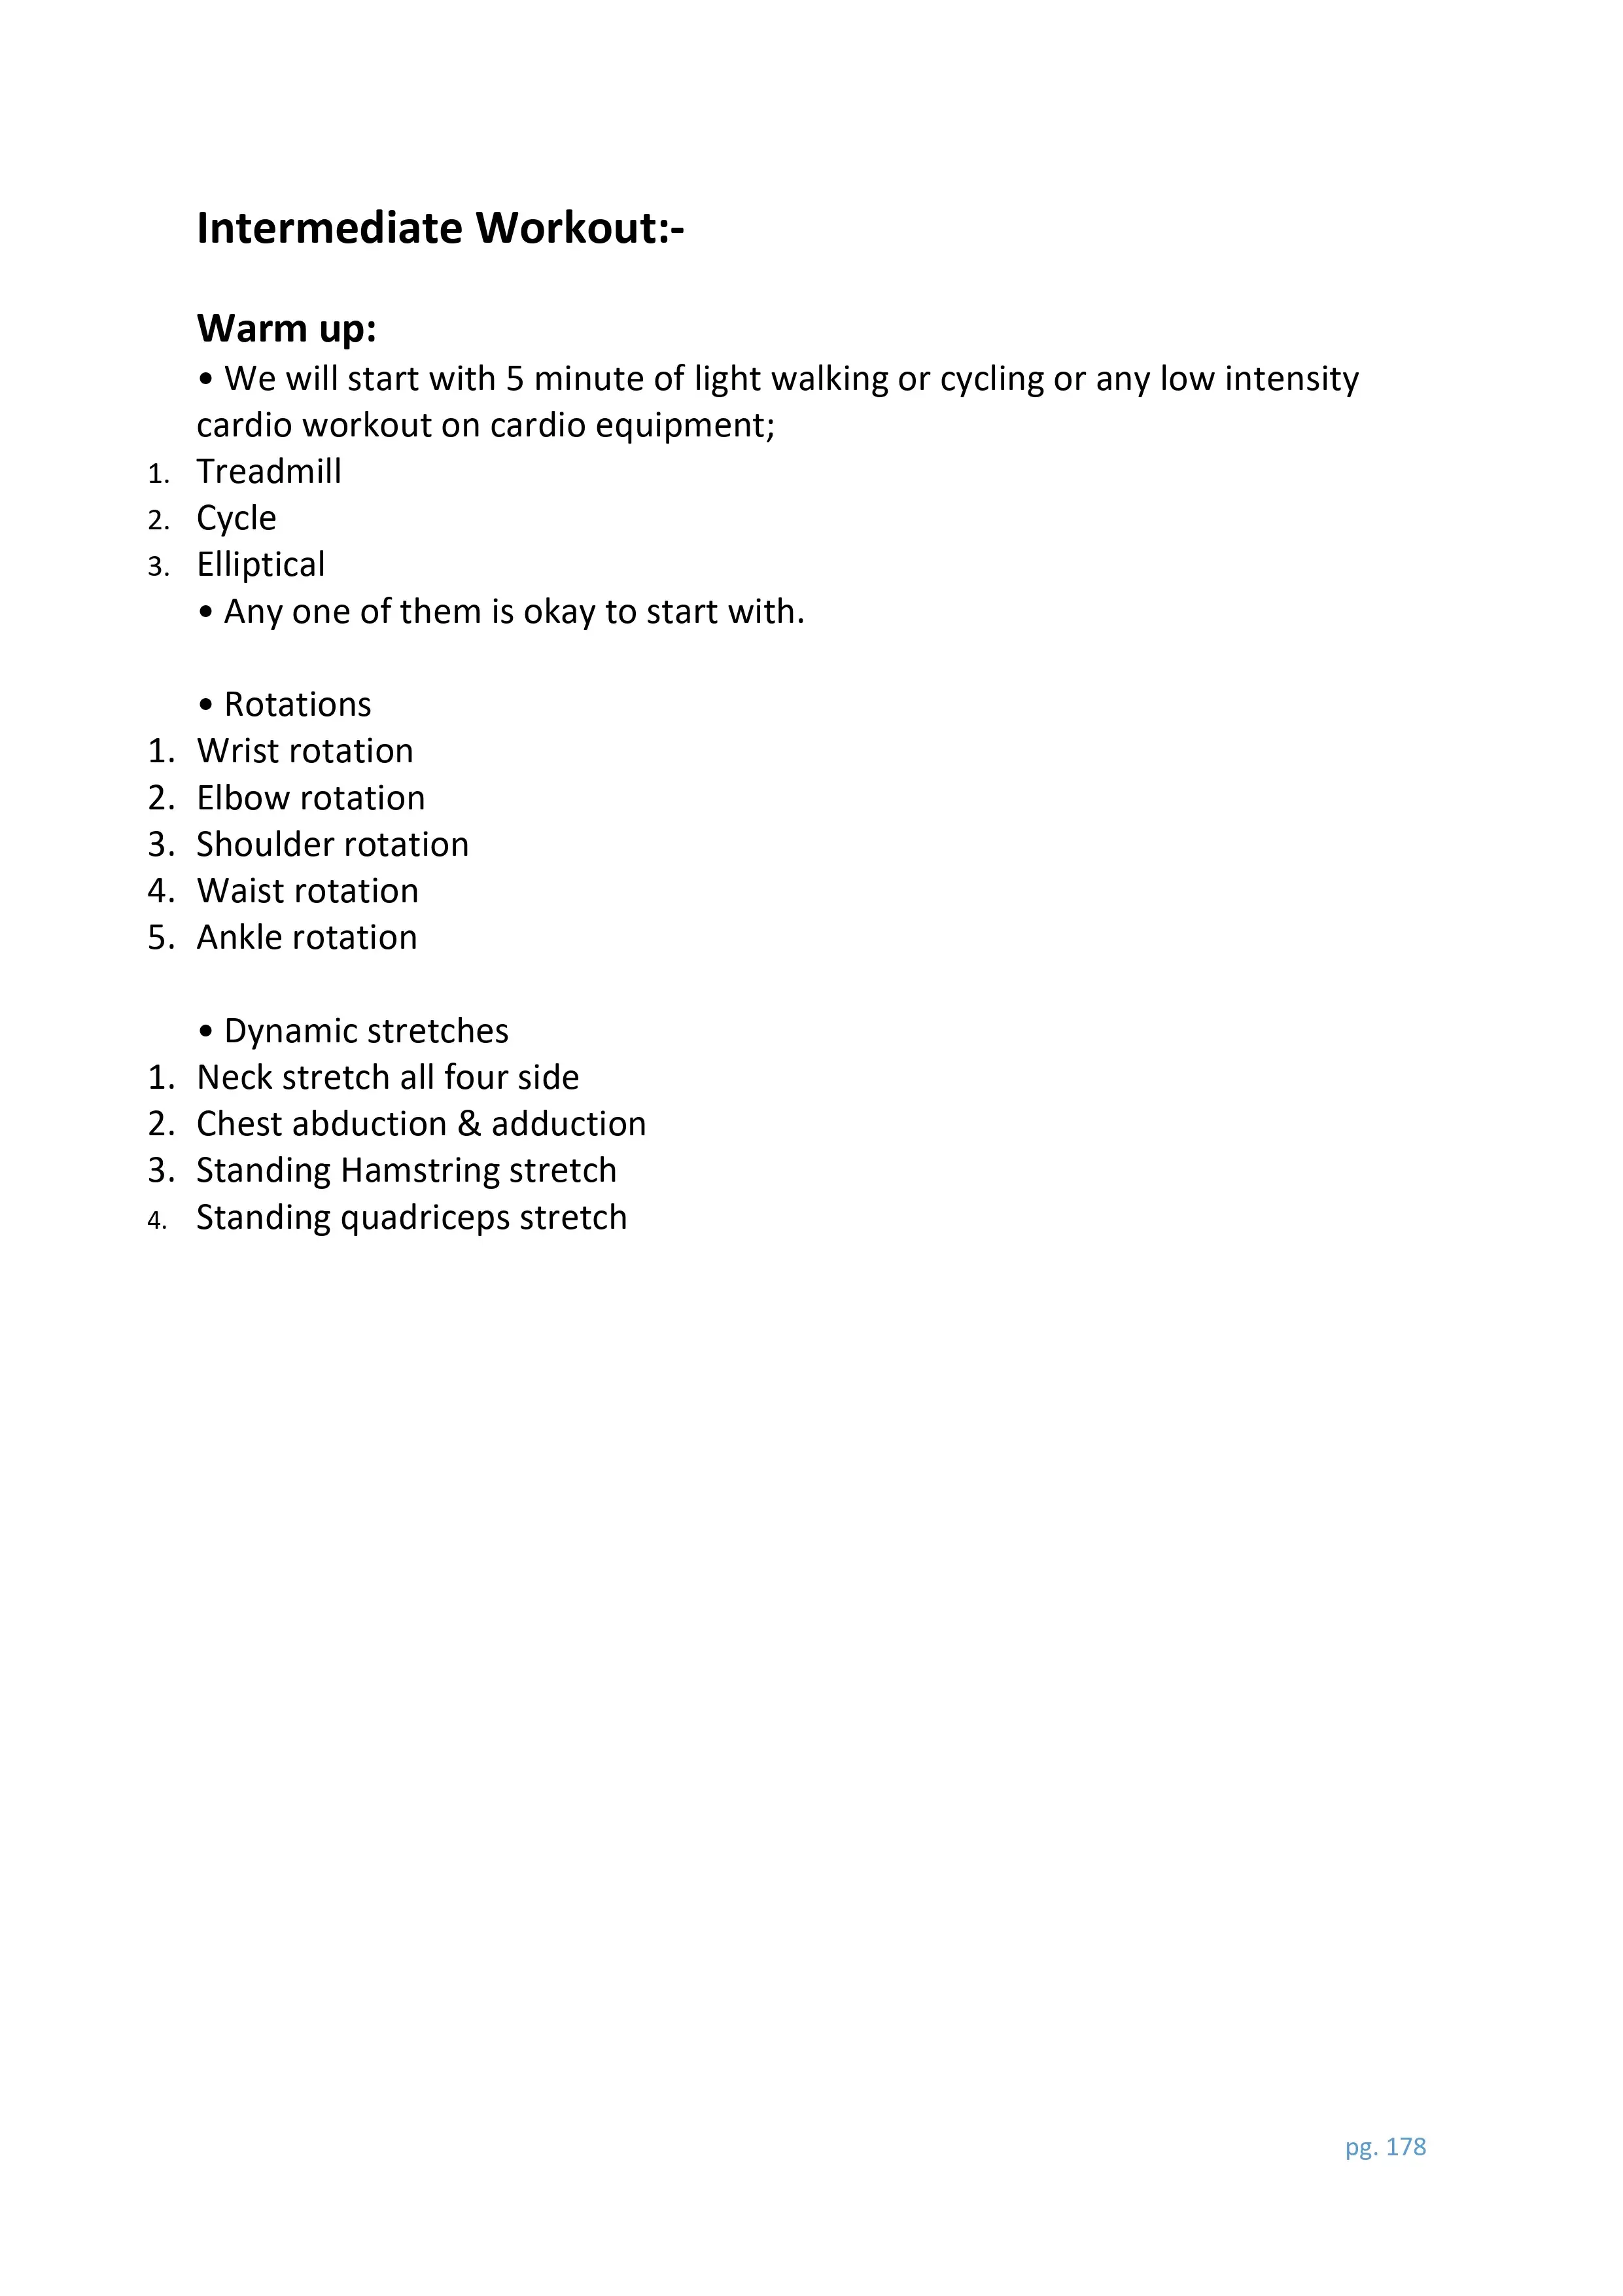 Intermediate Workout:-
Warm up:
• We will start with 5 minute of light walking or cycling or any low intensity
cardio workout on cardio equipment;
1. Treadmill
2. Cycle
3. Elliptical
• Any one of them is okay to start with.
• Rotations
1. Wrist rotation
2. Elbow rotation
3. Shoulder rotation
4. Waist rotation
5. Ankle rotation
• Dynamic stretches
1. Neck stretch all four side
2. Chest abduction & adduction
3. Standing Hamstring stretch
4. Standing quadriceps stretch
pg. 178